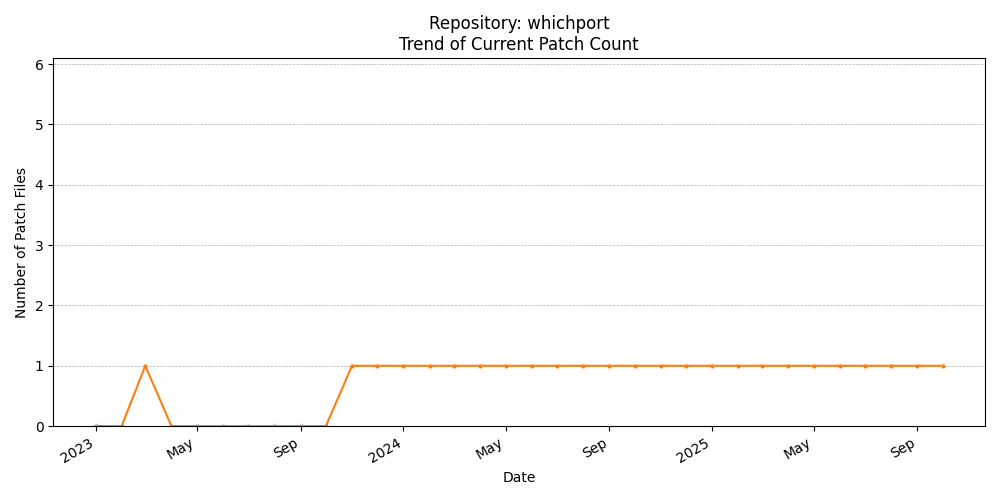 Repository: whichport
Trend of Current Patch Count
Number of Patch Files
6
5
4
3
2
1
0
2023
May
Sep
2024
May
Sep
2025
May
Sep
Date